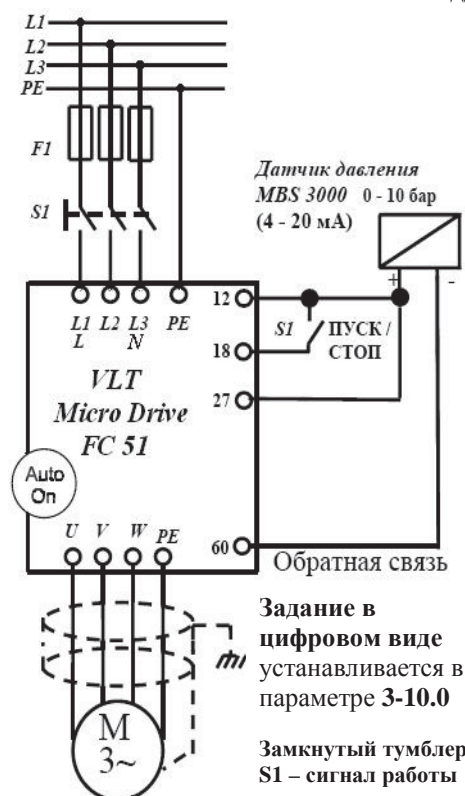 L1
L2
L3
PE
F1
S1
Датчик давления
MBS 3000 0 - 10 бар
(4 - 20 мА)
+ -
L1 L2 L3 PE
L N
12
S1 ПУСК /
СТОП
18
27
VLT
Micro Drive
FC 51
Auto
On
U V W PE
60
Обратная связь
Задание в
цифровом виде
устанавливается в
параметре 3-10.0
M
3~
Замкнутый тумблер
S1 – сигнал работы